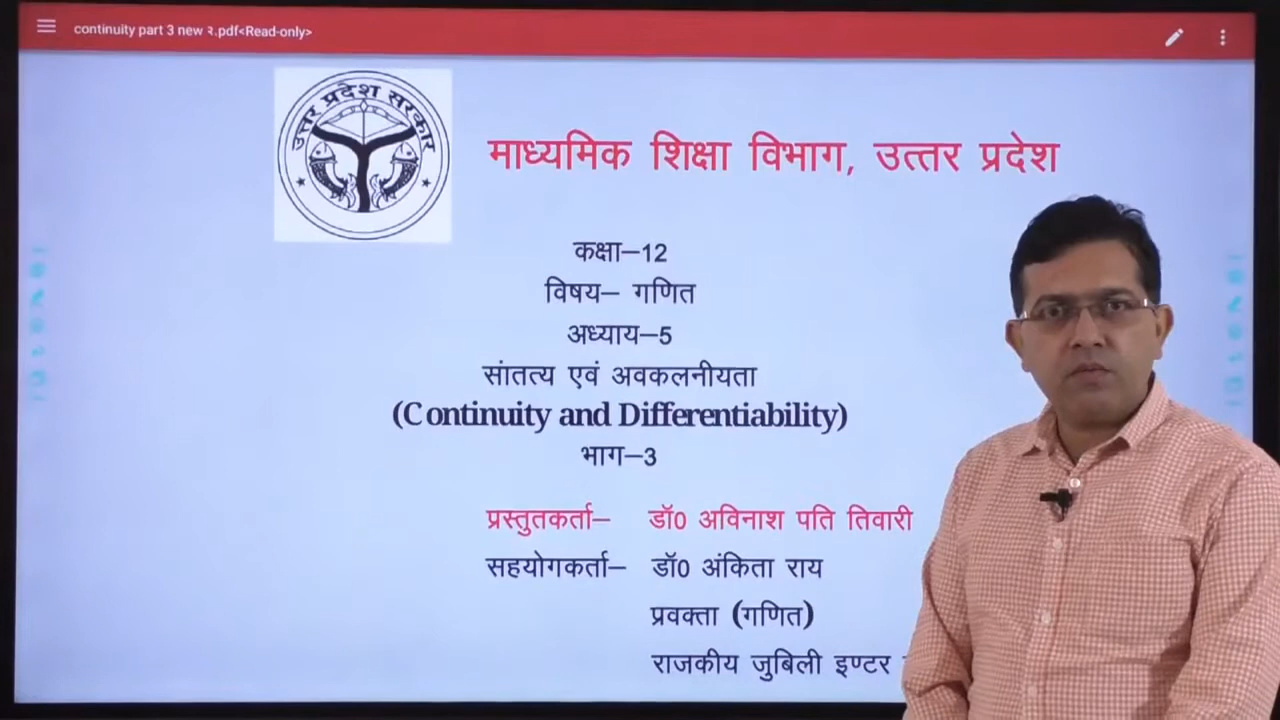 continuity part 3 new २.pdf<Read-only>
उत्तर प्रदेश सरकार
माध्यमिक शिक्षा विभाग, उत्तर प्रदेश
कक्षा–12
विषय– गणित
अध्याय–5
सांतत्य एवं अवकलनीयता
(Continuity and Differentiability)
भाग–3
प्रस्तुतकर्ता– डॉ0 अविनाश पति तिवारी
सहयोगकर्ता– डॉ0 अंकिता राय
प्रवक्ता (गणित)
राजकीय जुबिली इण्टर